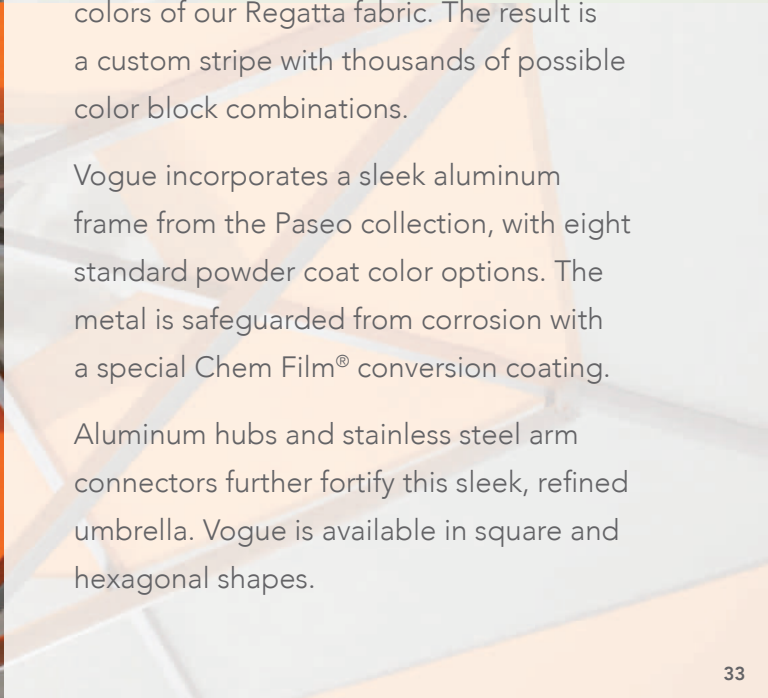 colors of our Regatta fabric. The result is
a custom stripe with thousands of possible
color block combinations.
Vogue incorporates a sleek aluminum
frame from the Paseo collection, with eight
standard powder coat color options. The
metal is safeguarded from corrosion with
a special Chem Film® conversion coating.
Aluminum hubs and stainless steel arm
connectors further fortify this sleek, refined
umbrella. Vogue is available in square and
hexagonal shapes.
33